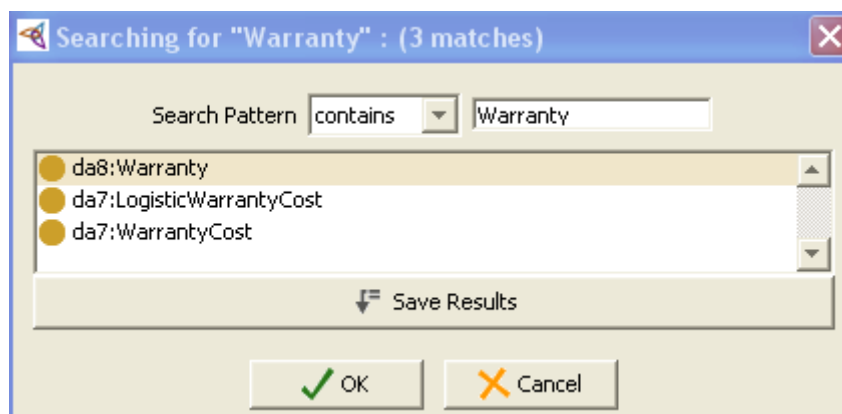 Searching for "Warranty" : (3 matches)
Search Pattern contains Warranty
da8:Warranty
da7:LogisticWarrantyCost
da7:WarrantyCost
Save Results
OK Cancel